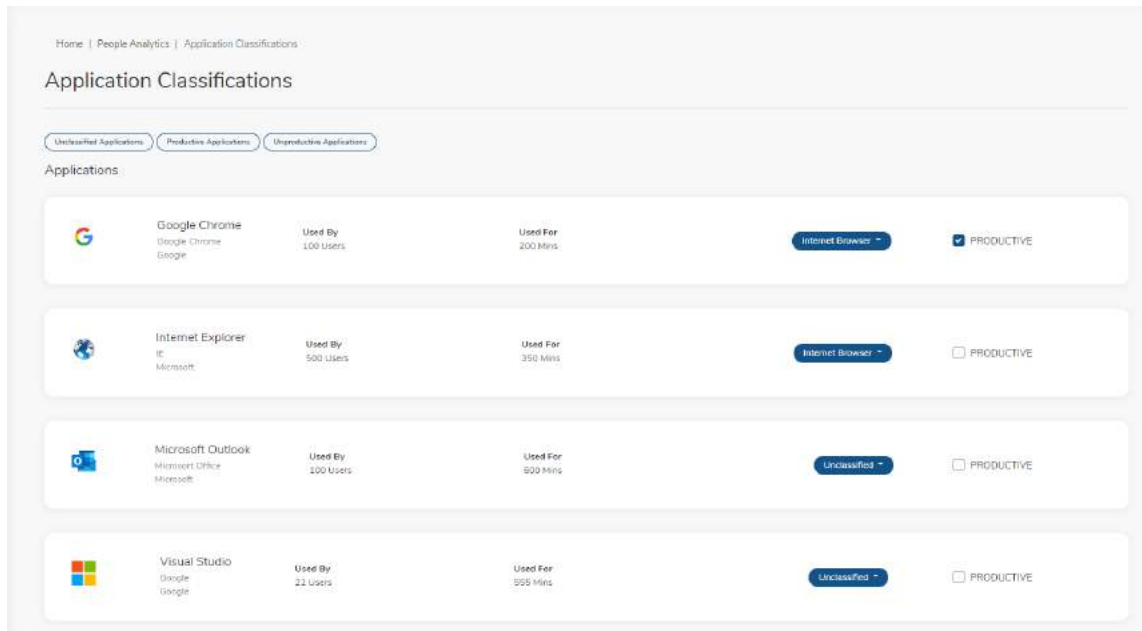 Home | People Analytics | Application Classifications
Application Classifications
Unclassified Applications Productive Applications Unproductive Applications
Applications
Google Chrome
Google Chrome
Google
Used By
100 Users
Used For
200 Mins
Internet Browser
PRODUCTIVE
Internet Explorer
IE
Microsoft
Used By
500 Users
Used For
350 Mins
Internet Browser
PRODUCTIVE
Microsoft Outlook
Microsort Office
Microsoft
Used By
100 Users
Used For
600 Mins
Unclassified
PRODUCTIVE
Visual Studio
Google
Google
Used By
22 Users
Used For
555 Mins
Unclassified
PRODUCTIVE